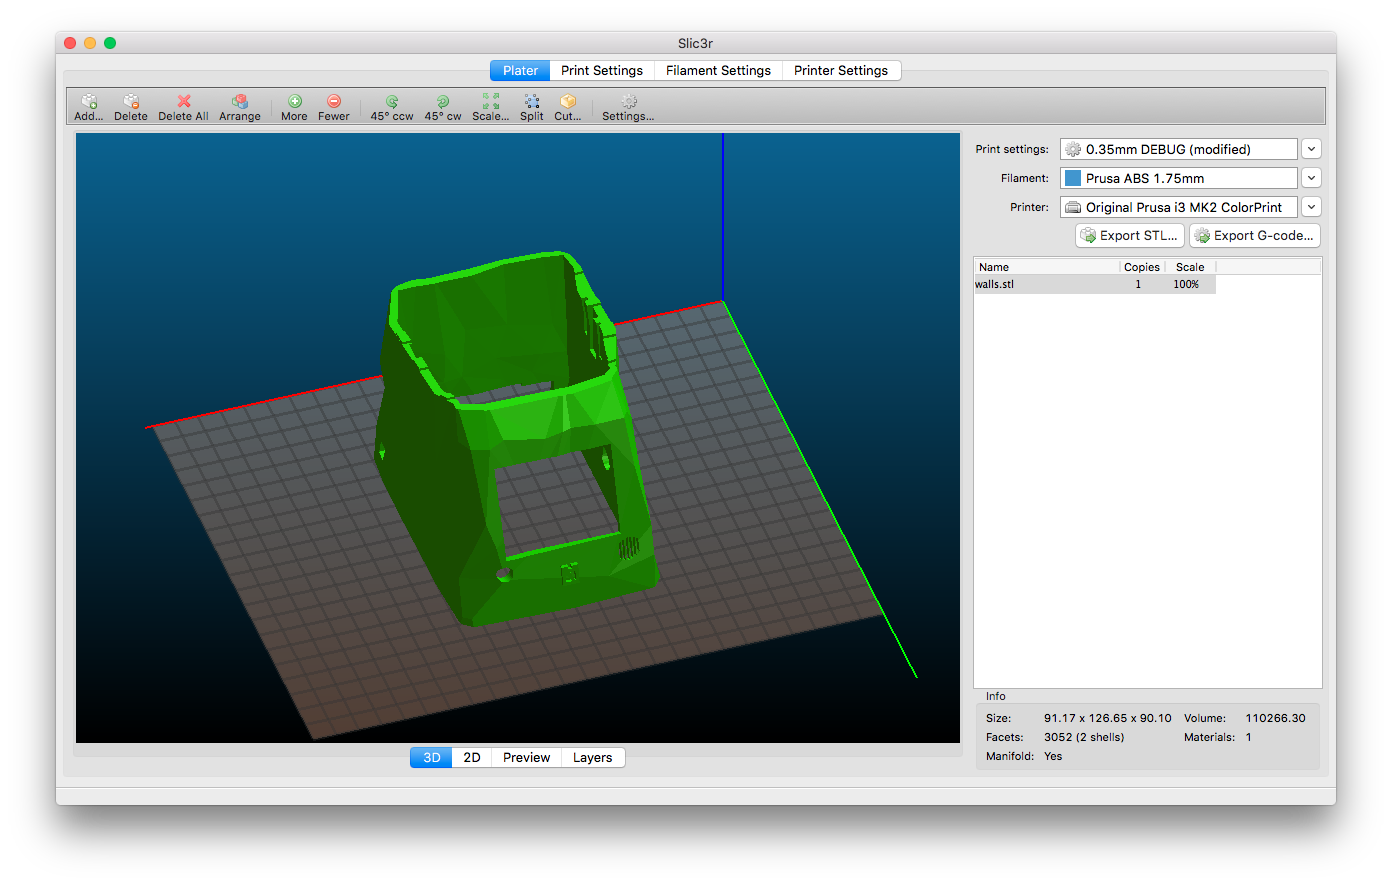 Slic3r
Plater Print Settings Filament Settings Printer Settings
Add... Delete Delete All Arrange More Fewer 45° ccw 45° cw Scale... Split Cut... Settings...
Print settings: 0.35mm DEBUG (modified)
Filament: Prusa ABS 1.75mm
Printer: Original Prusa i3 MK2 ColorPrint
Export STL... Export G-code...
Name Copies Scale
walls.stl 1 100%
Info
Size: 91.17 x 126.65 x 90.10 Volume: 110266.30
Facets: 3052 (2 shells) Materials: 1
Manifold: Yes
3D 2D Preview Layers